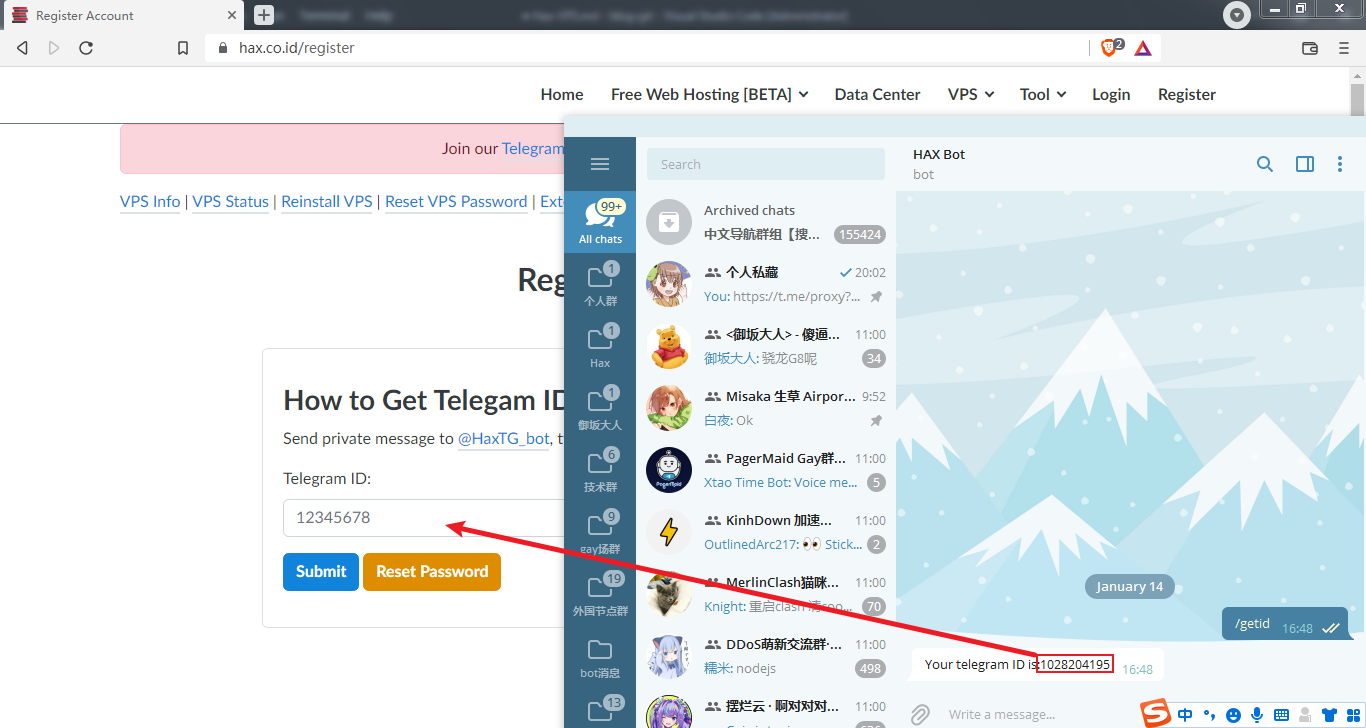 Register Account
hax.co.id/register
2
Home Free Web Hosting [BETA] Data Center VPS Tool Login Register
Join our Telegram
VPS Info | VPS Status | Reinstall VPS | Reset VPS Password | Ext
Reg
How to Get Telegam ID
Send private message to @HaxTG_bot, t
Telegram ID:
12345678
Submit Reset Password
99+
All chats
1
个人群
1
Hax
1
御坂大人
6
技术群
9
gay场群
19
外国节点群
bot消息
13
Search
Archived chats
中文导航群组【搜... 155424
个人私藏 20:02
You: https://t.me/proxy?...
<御坂大人> - 傻逼... 11:00
御坂大人: 骁龙G8呢 34
Misaka 生草 Airpor... 9:52
白夜: Ok
PagerMaid Gay群... 11:00
Xtao Time Bot: Voice me... 5
KinhDown 加速... 11:00
OutlinedArc217: 👀 Stick... 2
MerlinClash猫咪... 11:00
Knight: 重启clash 清coo... 70
DDoS萌新交流群·... 11:00
糯米: nodejs 498
摆烂云 · 啊对对对... 11:00
HAX Bot
bot
January 14
/getid 16:48
Your telegram ID is:1028204195 16:48
Write a message...
S 中